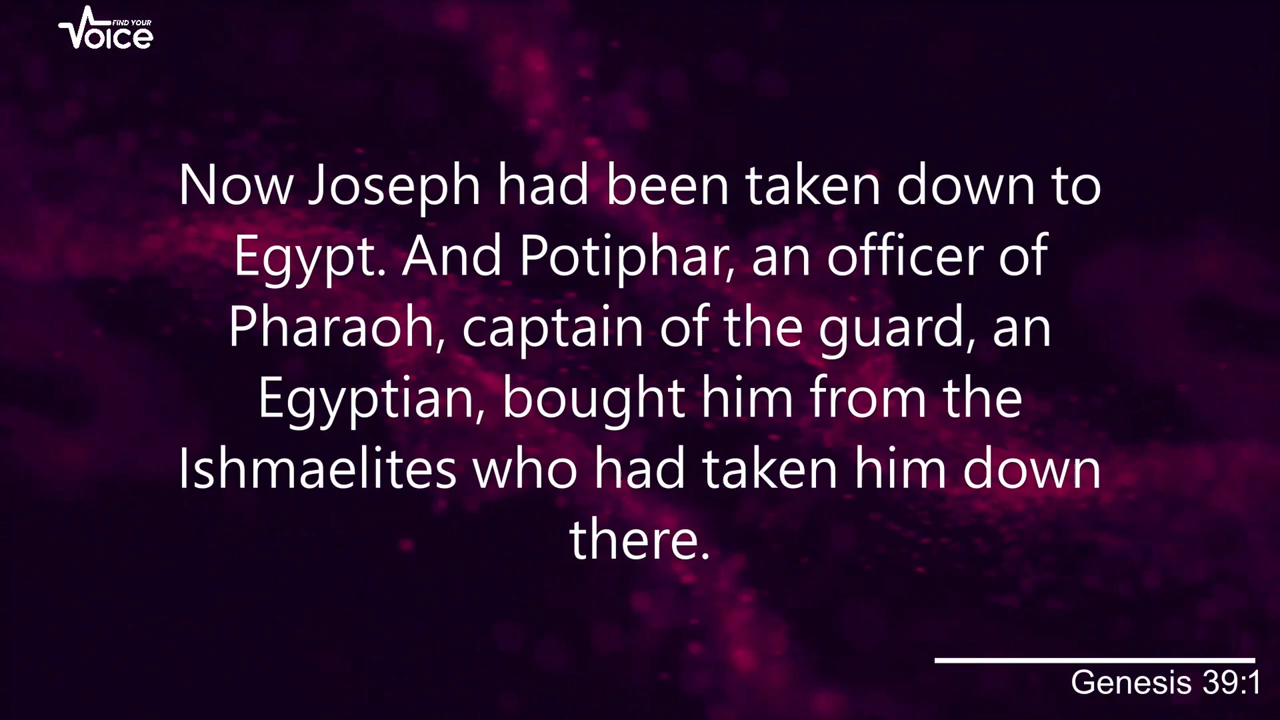 FIND YOUR
Voice
Now Joseph had been taken down to
Egypt. And Potiphar, an officer of
Pharaoh, captain of the guard, an
Egyptian, bought him from the
Ishmaelites who had taken him down
there.
Genesis 39:1